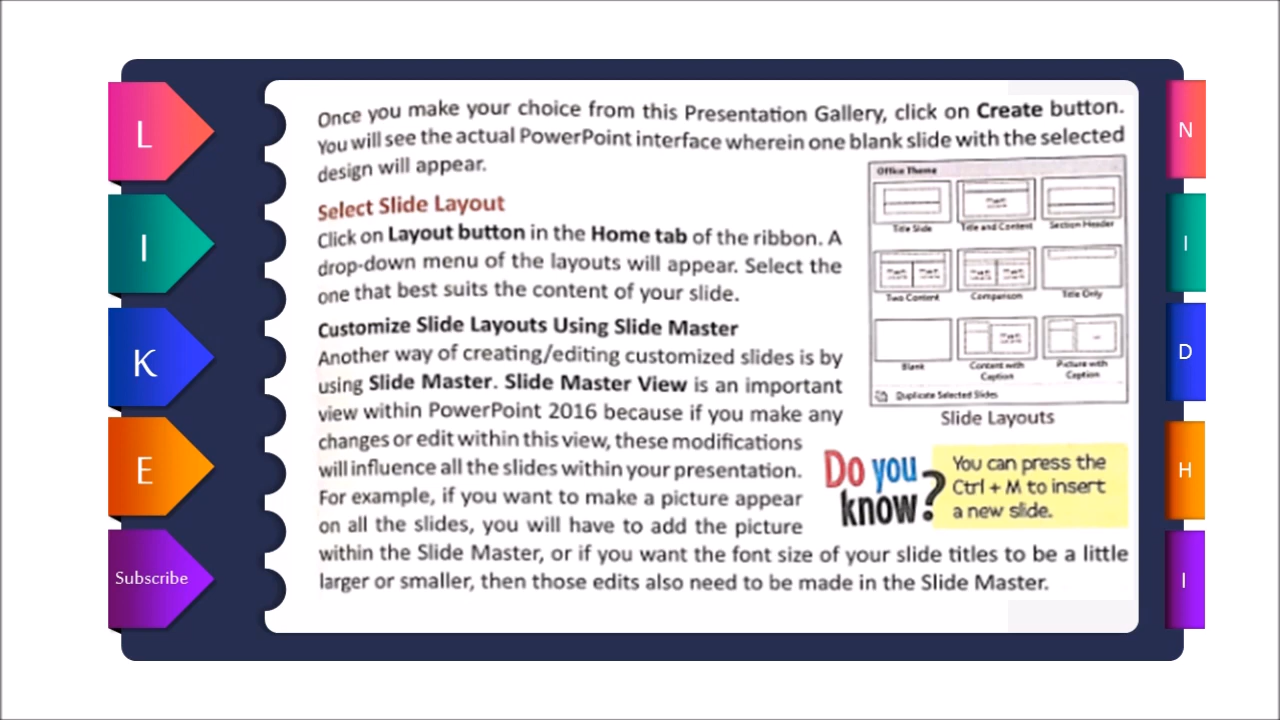 L
I
K
E
Subscribe
Once you make your choice from this Presentation Gallery, click on Create button.
You will see the actual PowerPoint interface wherein one blank slide with the selected
design will appear.
Select Slide Layout
Click on Layout button in the Home tab of the ribbon. A
drop-down menu of the layouts will appear. Select the
one that best suits the content of your slide.
Customize Slide Layouts Using Slide Master
Another way of creating/editing customized slides is by
using Slide Master. Slide Master View is an important
view within PowerPoint 2016 because if you make any
changes or edit within this view, these modifications
will influence all the slides within your presentation.
For example, if you want to make a picture appear
on all the slides, you will have to add the picture
within the Slide Master, or if you want the font size of your slide titles to be a little
larger or smaller, then those edits also need to be made in the Slide Master.
Office Theme
Title Slide
Title and Content
Section Header
Two Content
Comparison
Title Only
Blank
Content with
Caption
Picture with
Caption
Duplicate Selected Slides
Slide Layouts
Do you
know?
You can press the
Ctrl + M to insert
a new slide.
N
I
D
H
I